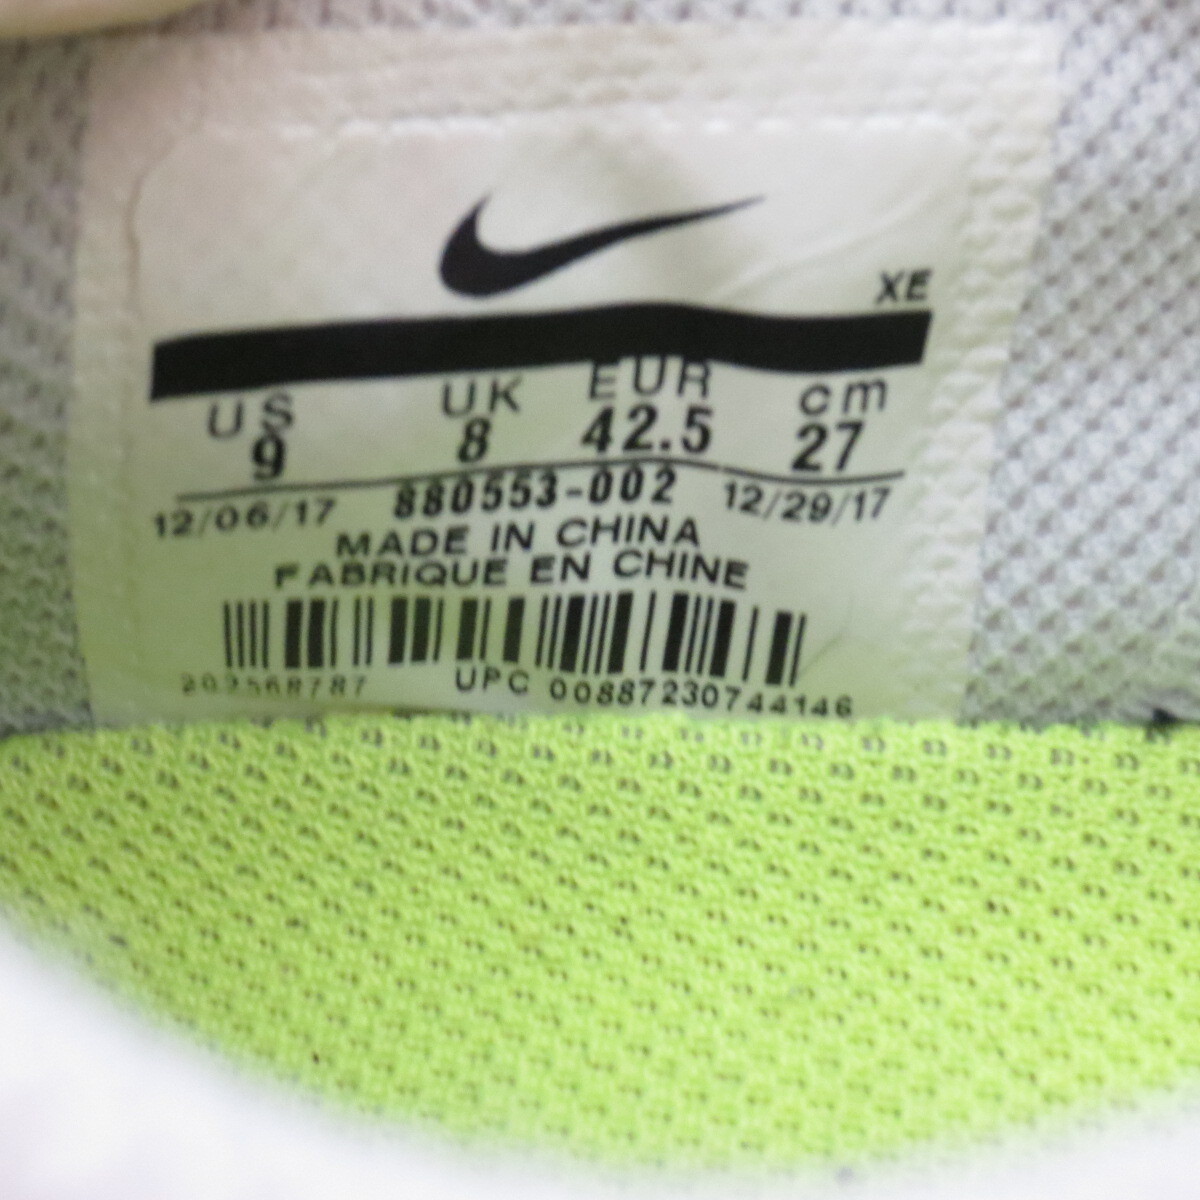 XE
US UK EUR cm
9 8 42.5 27
12/06/17 880553-002 12/29/17
MADE IN CHINA
FABRIQUE EN CHINE
202568787 UPC 00887230744146